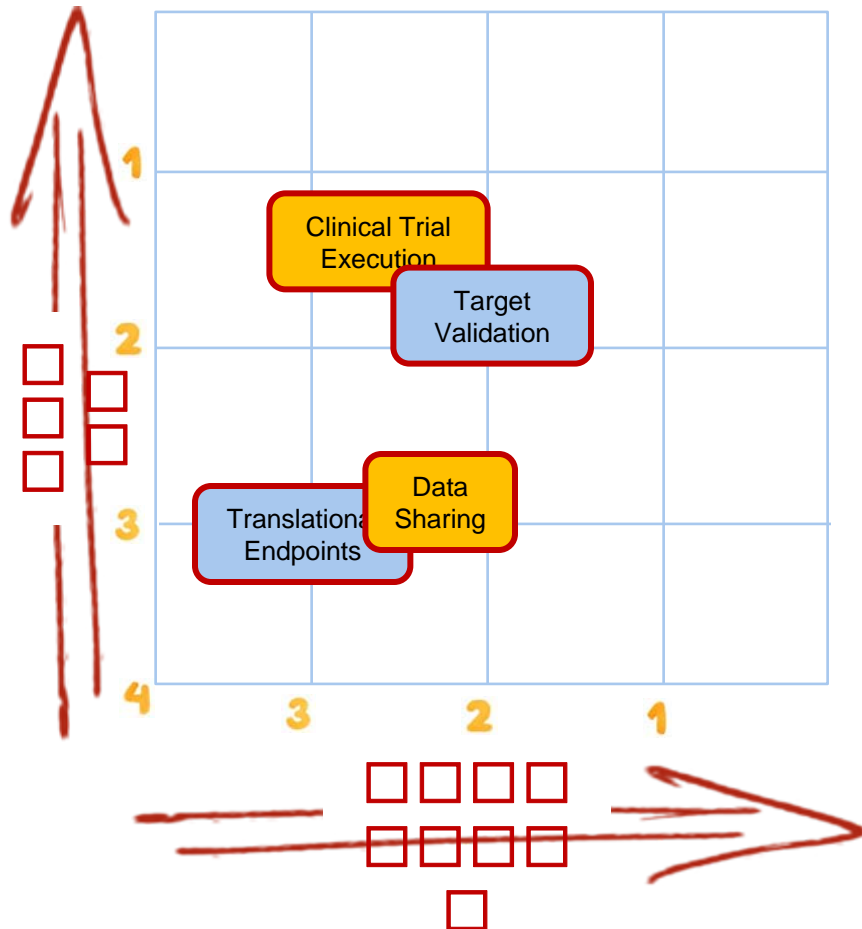 1
Clinical Trial
Execution
Target
Validation
2
Data
Sharing
3
Translational
Endpoints
4
3
2
1